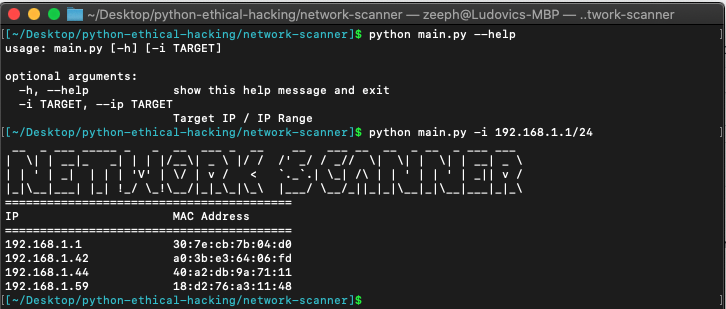 ~/Desktop/python-ethical-hacking/network-scanner — zeeph@Ludovics-MBP — ..twork-scanner
[[~/Desktop/python-ethical-hacking/network-scanner]$ python main.py --help
usage: main.py [-h] [-i TARGET]
optional arguments:
-h, --help show this help message and exit
-i TARGET, --ip TARGET
Target IP / IP Range
[[~/Desktop/python-ethical-hacking/network-scanner]$ python main.py -i 192.168.1.1/24
NETWORK SCANNER
=========================================
IP MAC Address
=========================================
192.168.1.1 30:7e:cb:7b:04:d0
192.168.1.42 a0:3b:e3:64:06:fd
192.168.1.44 40:a2:db:9a:71:11
192.168.1.59 18:d2:76:a3:11:48
[[~/Desktop/python-ethical-hacking/network-scanner]$